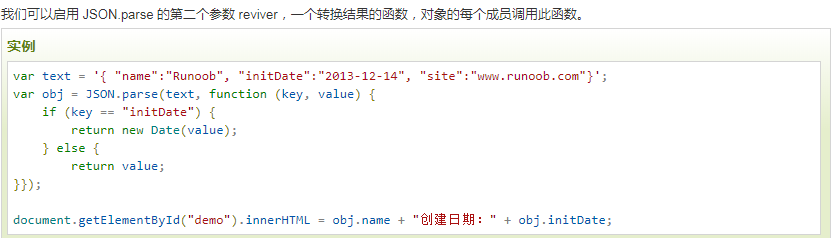 我们可以启用 JSON.parse 的第二个参数 reviver，一个转换结果的函数，对象的每个成员调用此函数。
实例
var text = '{ "name":"Runoob", "initDate":"2013-12-14", "site":"www.runoob.com"}';
var obj = JSON.parse(text, function (key, value) {
    if (key == "initDate") {
        return new Date(value);
    } else {
        return value;
}});
document.getElementById("demo").innerHTML = obj.name + "创建日期：" + obj.initDate;